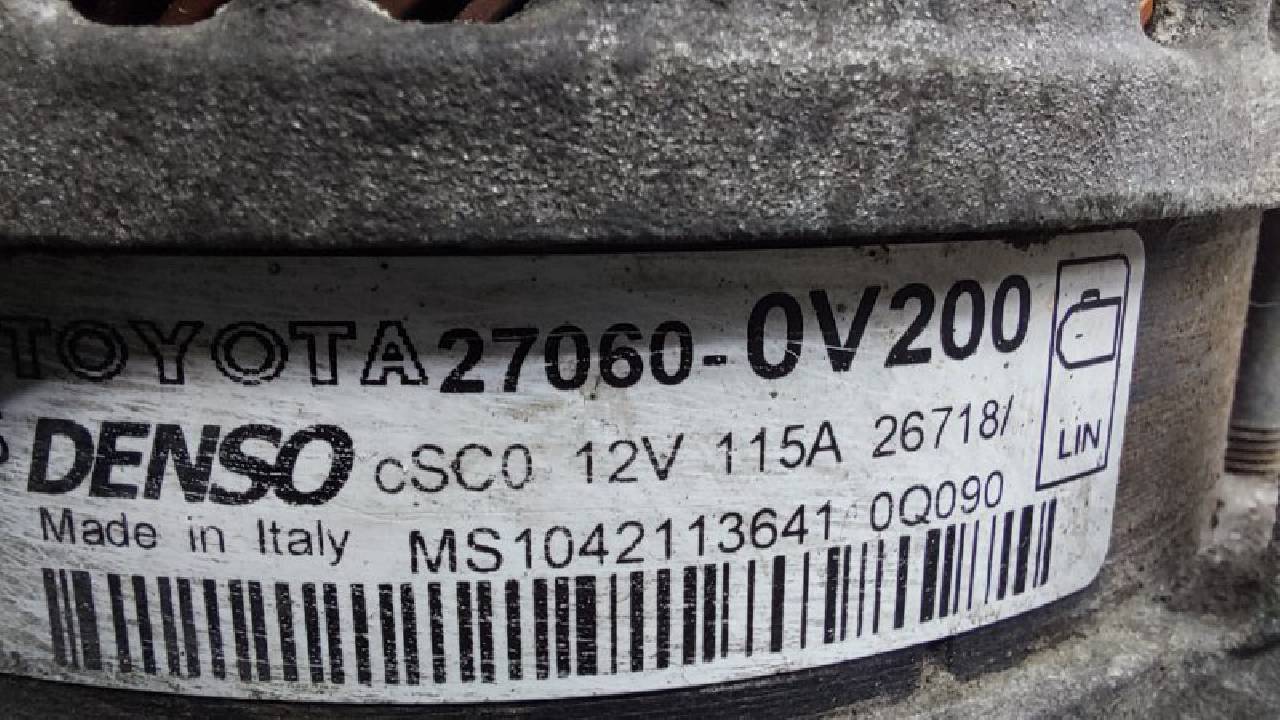 TOYOTA 27060-0V200
DENSO cSC0 12V 115A 26718/
LIN
Made in Italy MS1042113641 0Q090